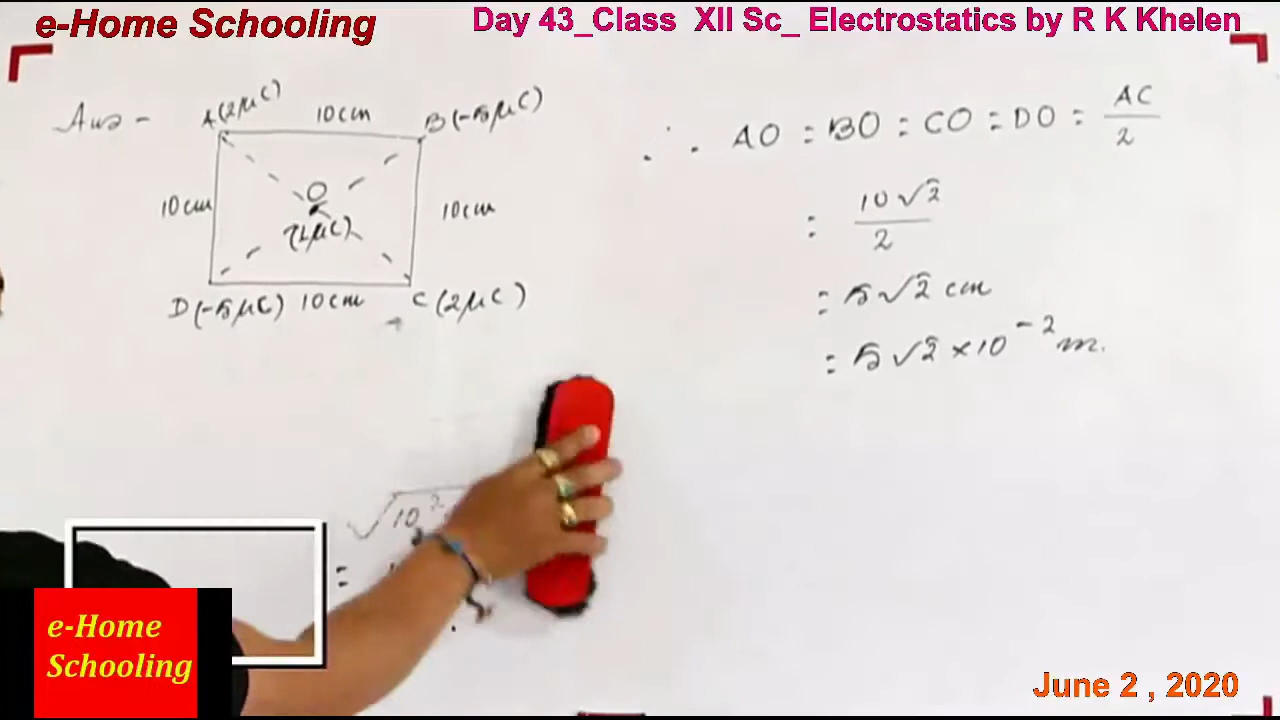 e-Home Schooling
Day 43_Class XII Sc_ Electrostatics by R K Khelen
Ans -
A(2μC) 10cm B(-5μC)
10cm O 10cm
(1μC)
D(-5μC) 10cm C(2μC)
∴ AO = BO = CO = DO = AC/2
= 10√2/2
= 5√2 cm
= 5√2 × 10⁻² m.
√10²
=
e-Home
Schooling
June 2 , 2020